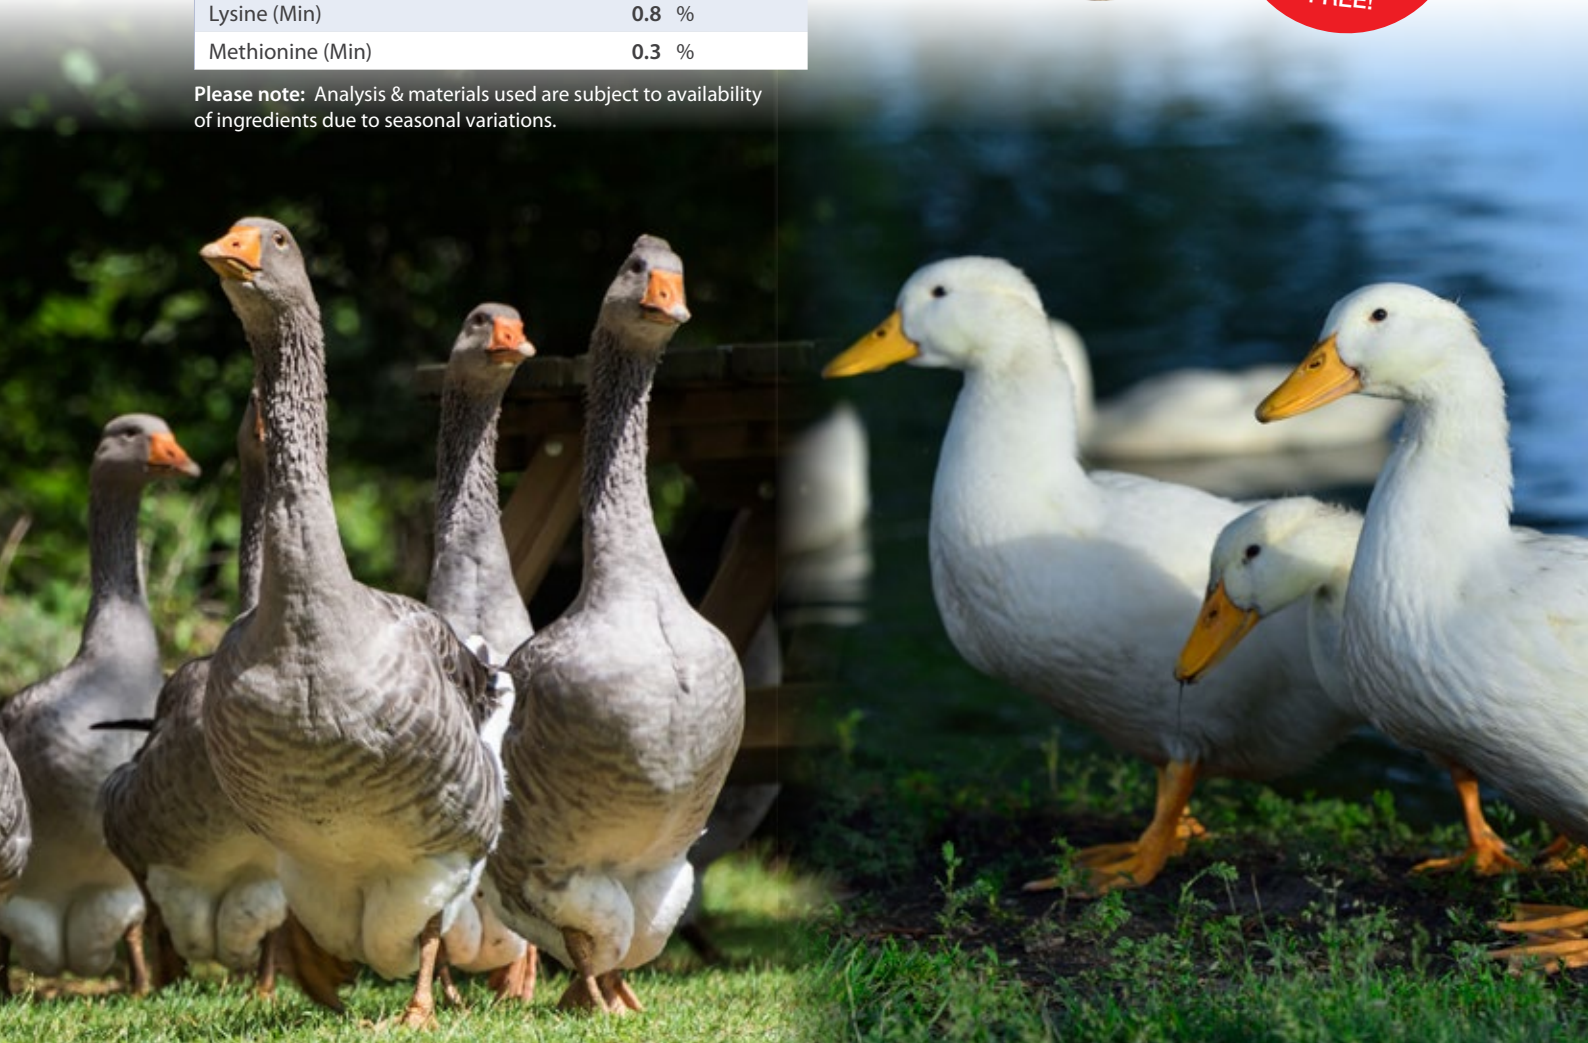 Lysine (Min) 0.8 %
FREE!
Methionine (Min) 0.3 %
Please note: Analysis & materials used are subject to availability
of ingredients due to seasonal variations.